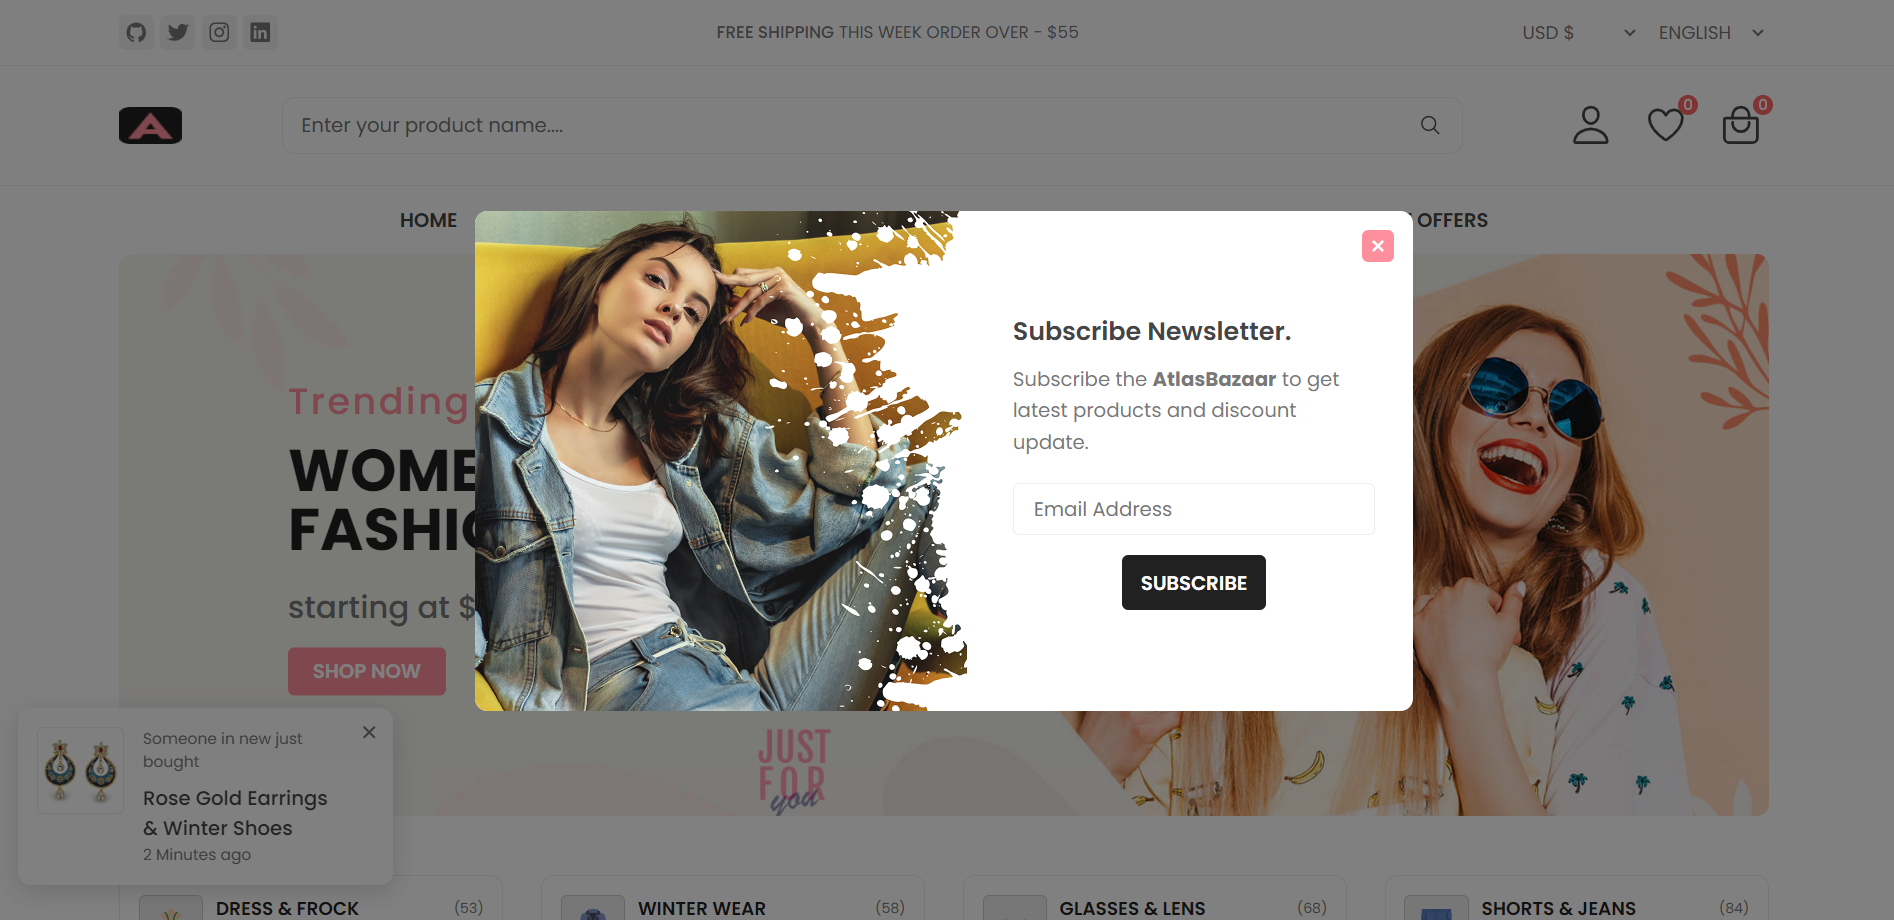 FREE SHIPPING THIS WEEK ORDER OVER - $55
USD $
ENGLISH
A
Enter your product name....
0
0
HOME
OFFERS
Trending
WOME
FASHIO
starting at $
SHOP NOW
JUST
FOR
you
Subscribe Newsletter.
Subscribe the AtlasBazaar to get
latest products and discount
update.
Email Address
SUBSCRIBE
Someone in new just
bought
Rose Gold Earrings
& Winter Shoes
2 Minutes ago
DRESS & FROCK (53)
WINTER WEAR (58)
GLASSES & LENS (68)
SHORTS & JEANS (84)